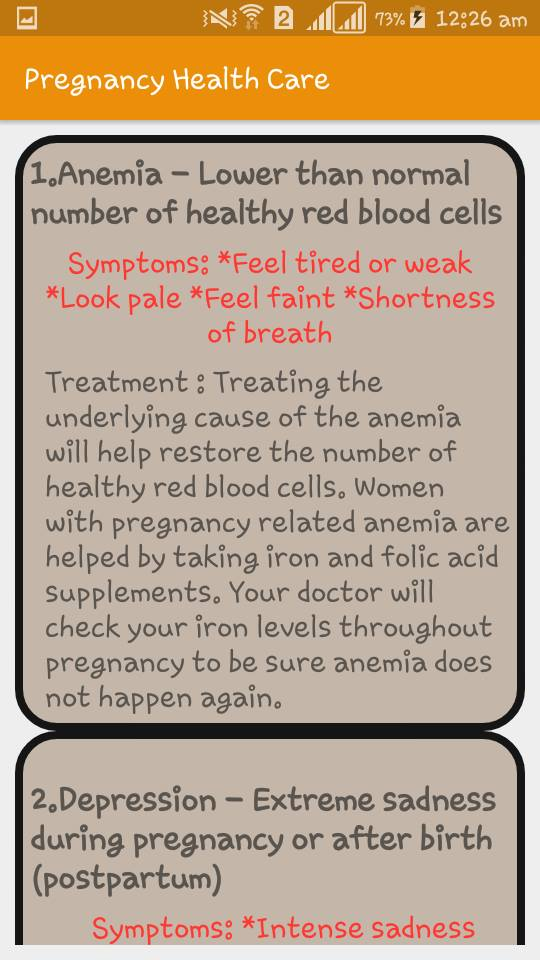 2 73% 12:26 am
Pregnancy Health Care
1.Anemia – Lower than normal
number of healthy red blood cells
Symptoms: *Feel tired or weak
*Look pale *Feel faint *Shortness
of breath
Treatment : Treating the
underlying cause of the anemia
will help restore the number of
healthy red blood cells. Women
with pregnancy related anemia are
helped by taking iron and folic acid
supplements. Your doctor will
check your iron levels throughout
pregnancy to be sure anemia does
not happen again.
2.Depression – Extreme sadness
during pregnancy or after birth
(postpartum)
Symptoms: *Intense sadness